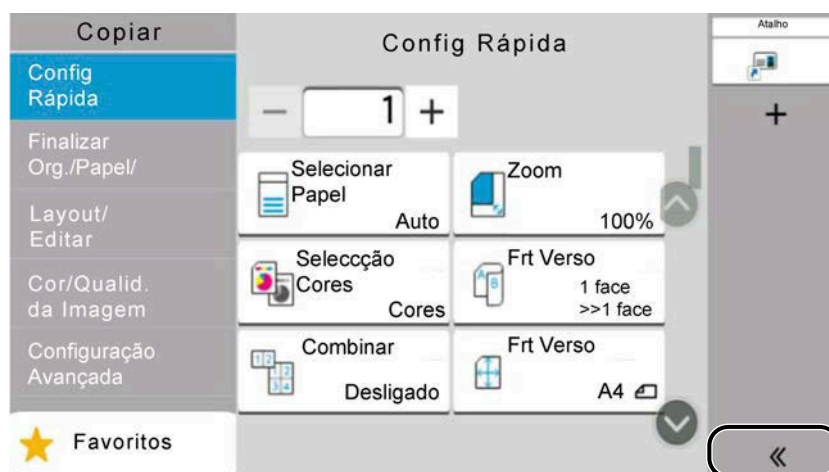 Copiar
Config
Rápida
Finalizar
Org./Papel/
Layout/
Editar
Cor/Qualid.
da Imagem
Configuração
Avançada
Favoritos
Config Rápida
1
Selecionar
Papel
Auto
Zoom
100%
Seleccção
Cores
Cores
Frt Verso
1 face
>>1 face
Combinar
Desligado
Frt Verso
A4
Atalho